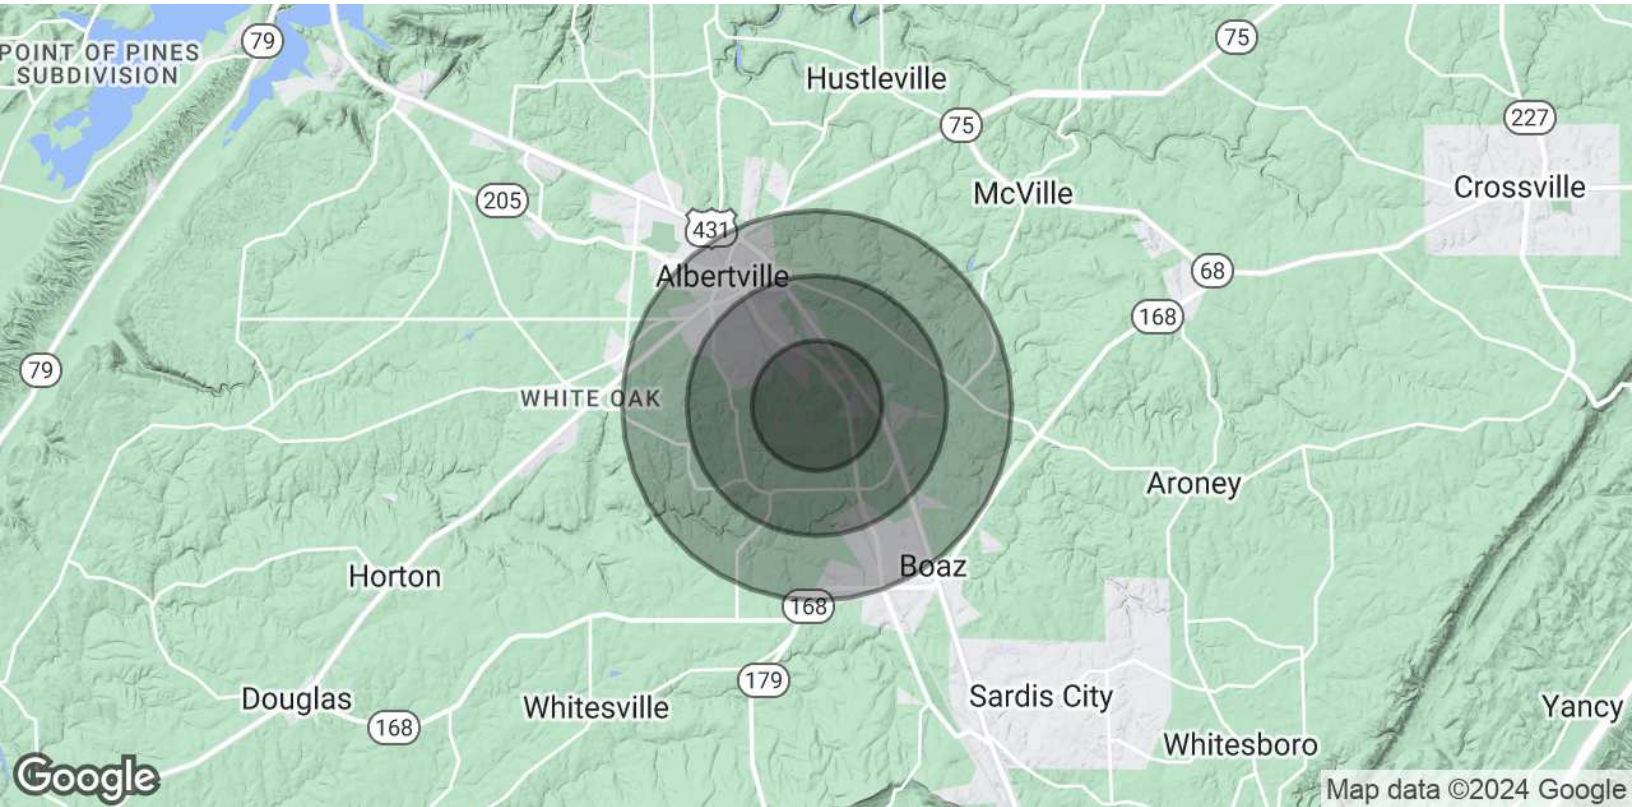 79
75
POINT OF PINES
SUBDIVISION
Hustleville
227
75
Crossville
McVille
205
431
68
Albertville
168
79
WHITE OAK
Aroney
Boaz
Horton
168
179
Sardis City
Douglas
Whitesville
Yancy
168
Whitesboro
Google
Map data ©2024 Google